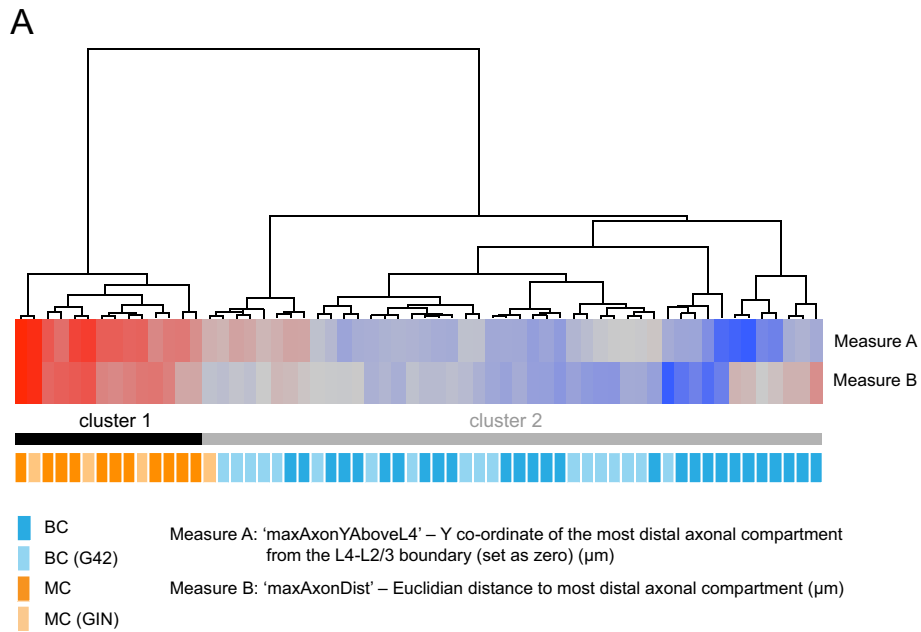 A
Measure A
Measure B
cluster 1
cluster 2
BC
BC (G42)
MC
MC (GIN)
Measure A: ‘maxAxonYAboveL4’ – Y co-ordinate of the most distal axonal compartment
from the L4-L2/3 boundary (set as zero) (µm)
Measure B: ‘maxAxonDist’ – Euclidian distance to most distal axonal compartment (µm)